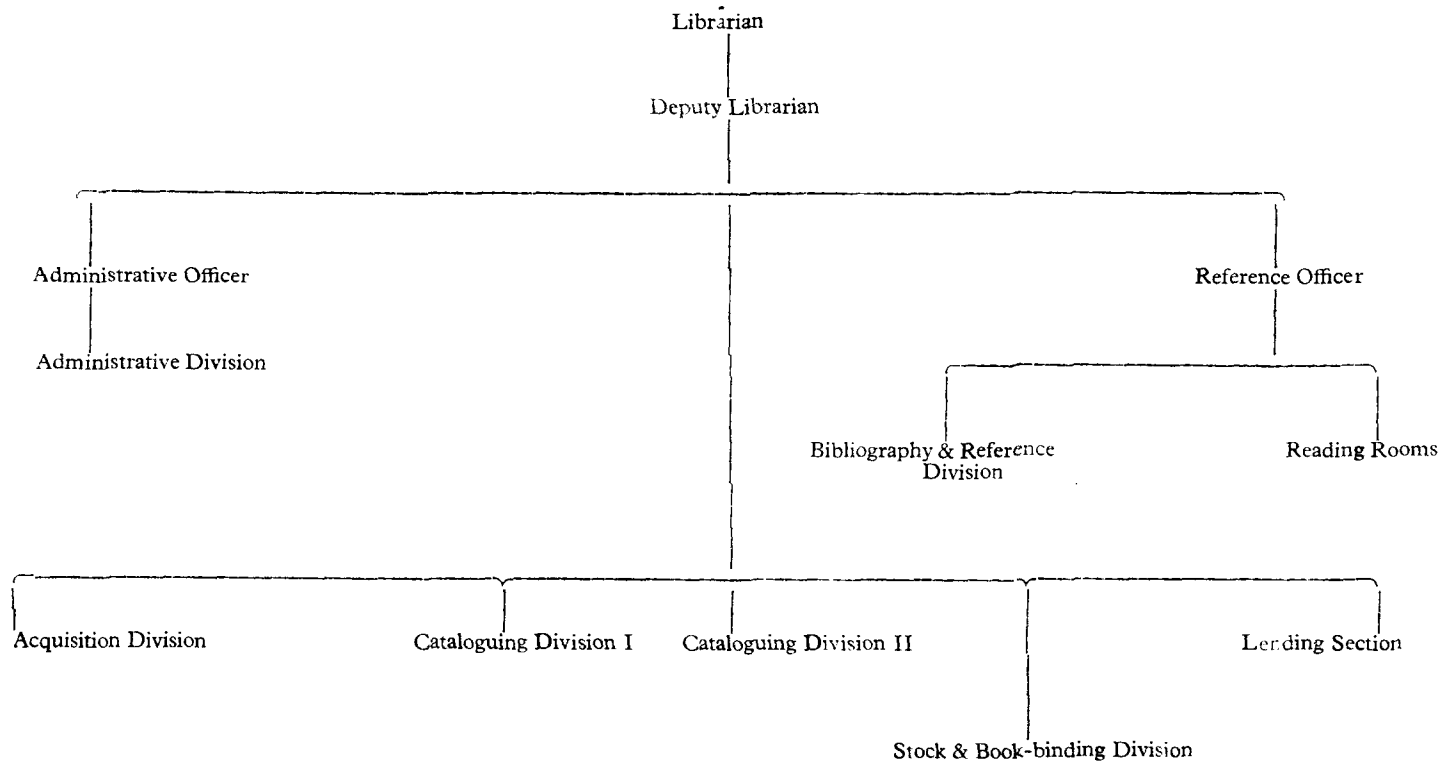 Librarian
Deputy Librarian
Administrative Officer
Reference Officer
Administrative Division
Bibliography & Reference
Division
Reading Rooms
Acquisition Division
Cataloguing Division I
Cataloguing Division II
Lending Section
Stock & Book-binding Division